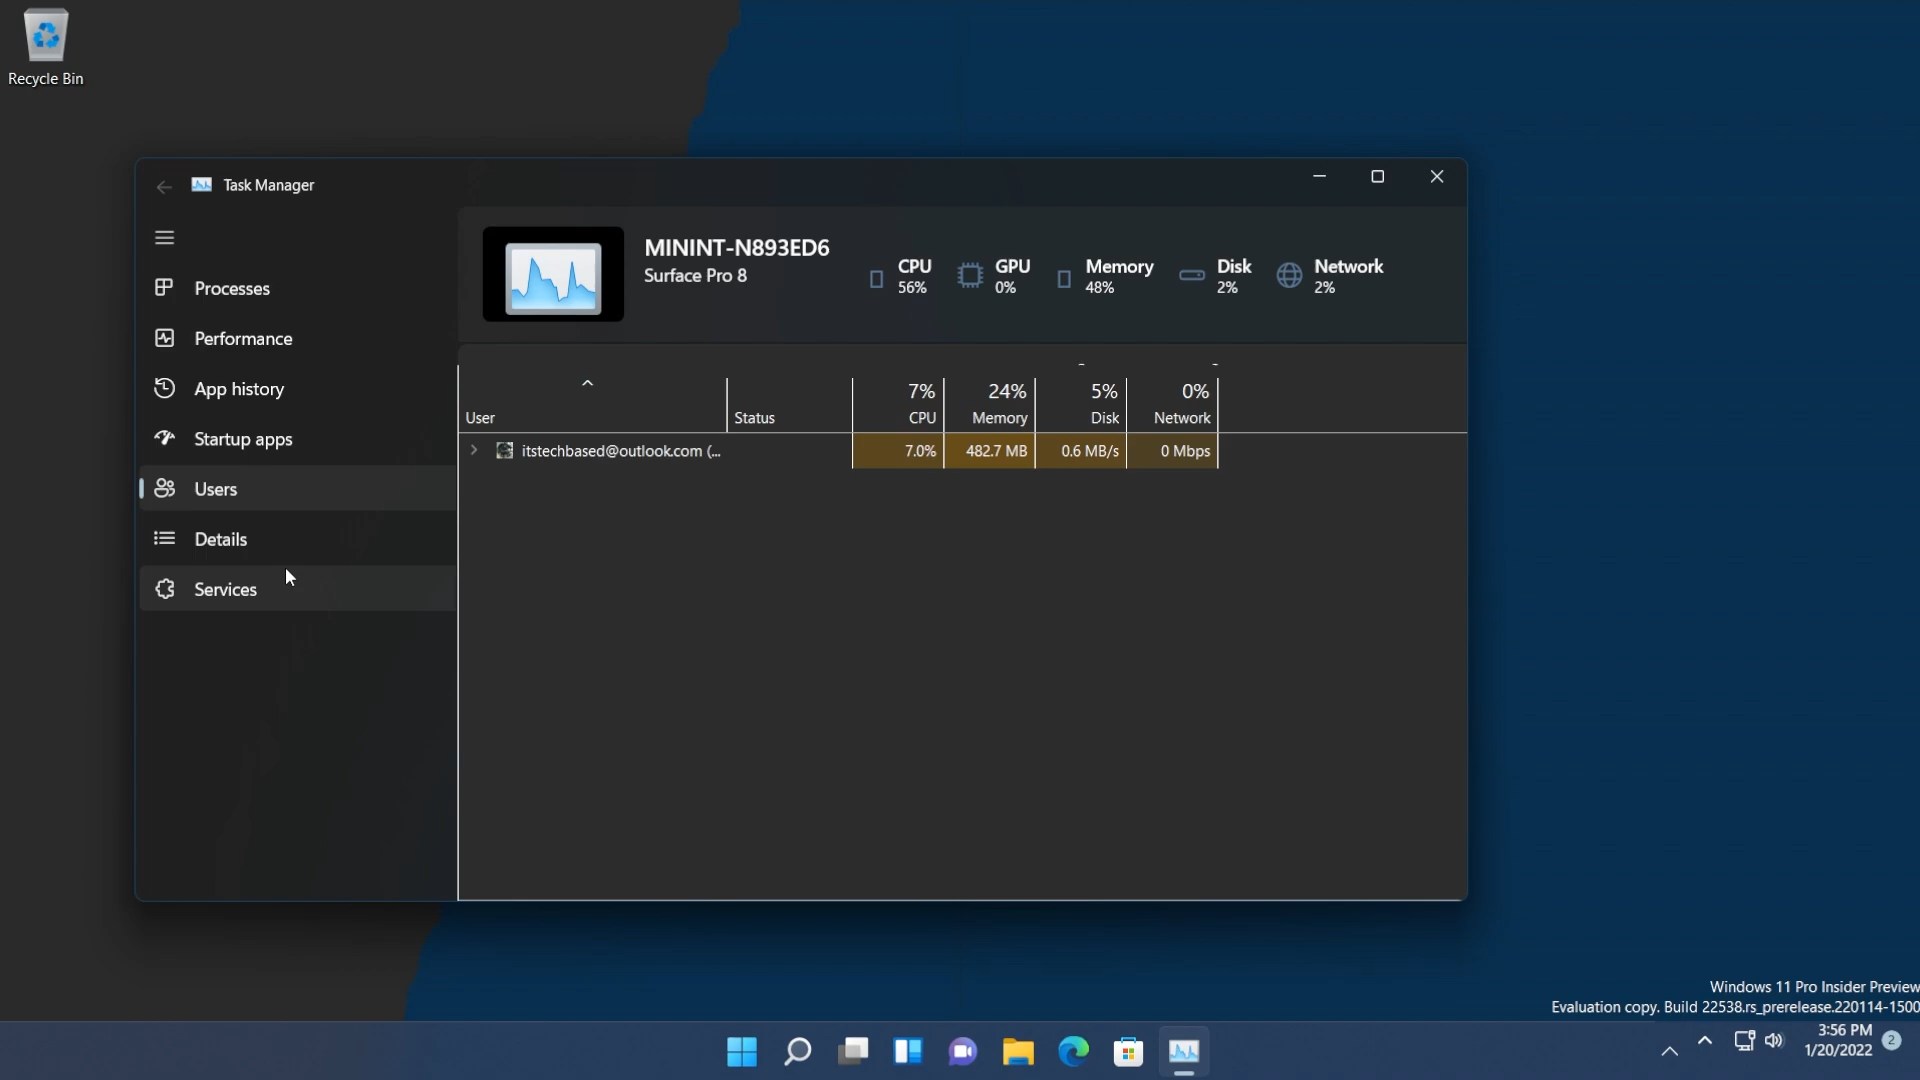 Recycle Bin
Task Manager
MININT-N893ED6
Surface Pro 8
CPU
56%
GPU
0%
Memory
48%
Disk
2%
Network
2%
Processes
Performance
App history
Startup apps
Users
Details
Services
7% 24% 5% 0%
User Status CPU Memory Disk Network
itstechbased@outlook.com (... 7.0% 482.7 MB 0.6 MB/s 0 Mbps
Windows 11 Pro Insider Preview
Evaluation copy. Build 22538.rs_prerelease.220114-1500
3:56 PM
1/20/2022
2